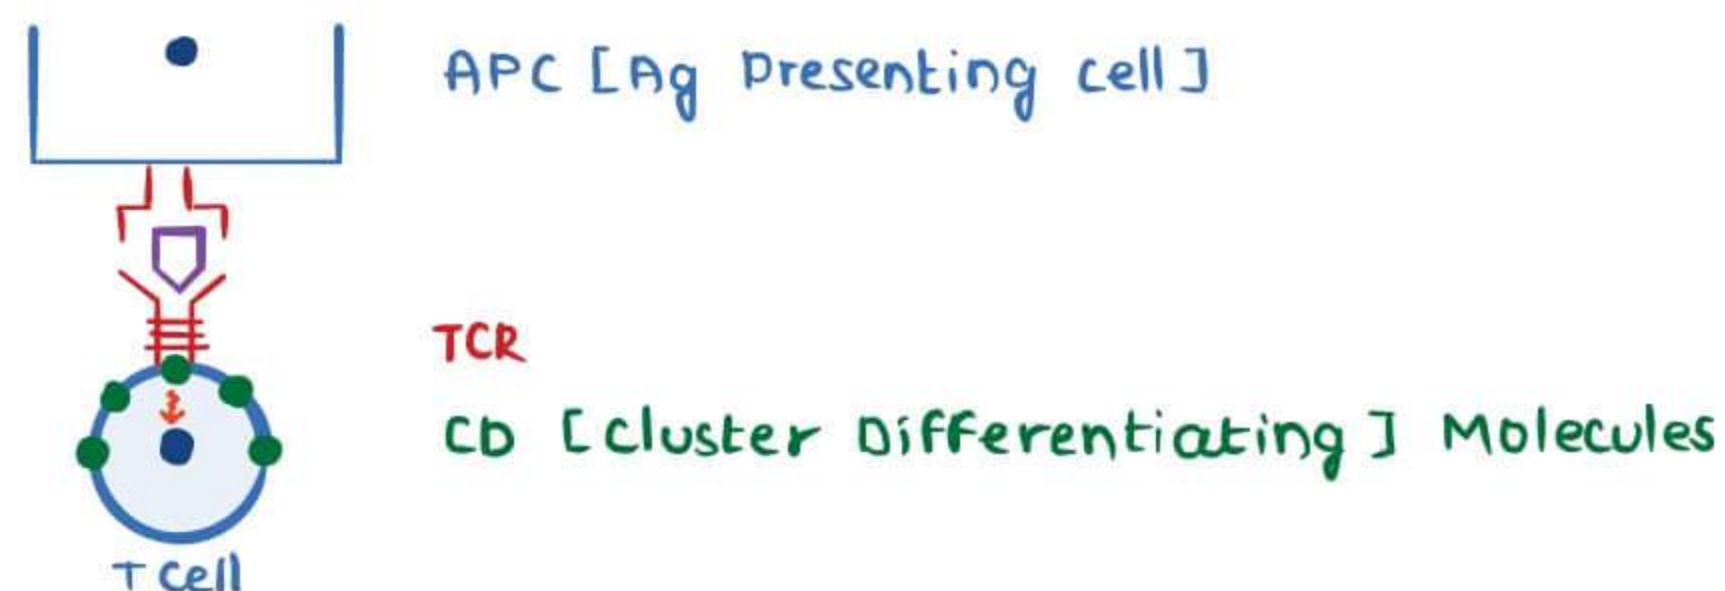 APC [Ag Presenting cell]
TCR
CD [Cluster Differentiating] Molecules
T Cell